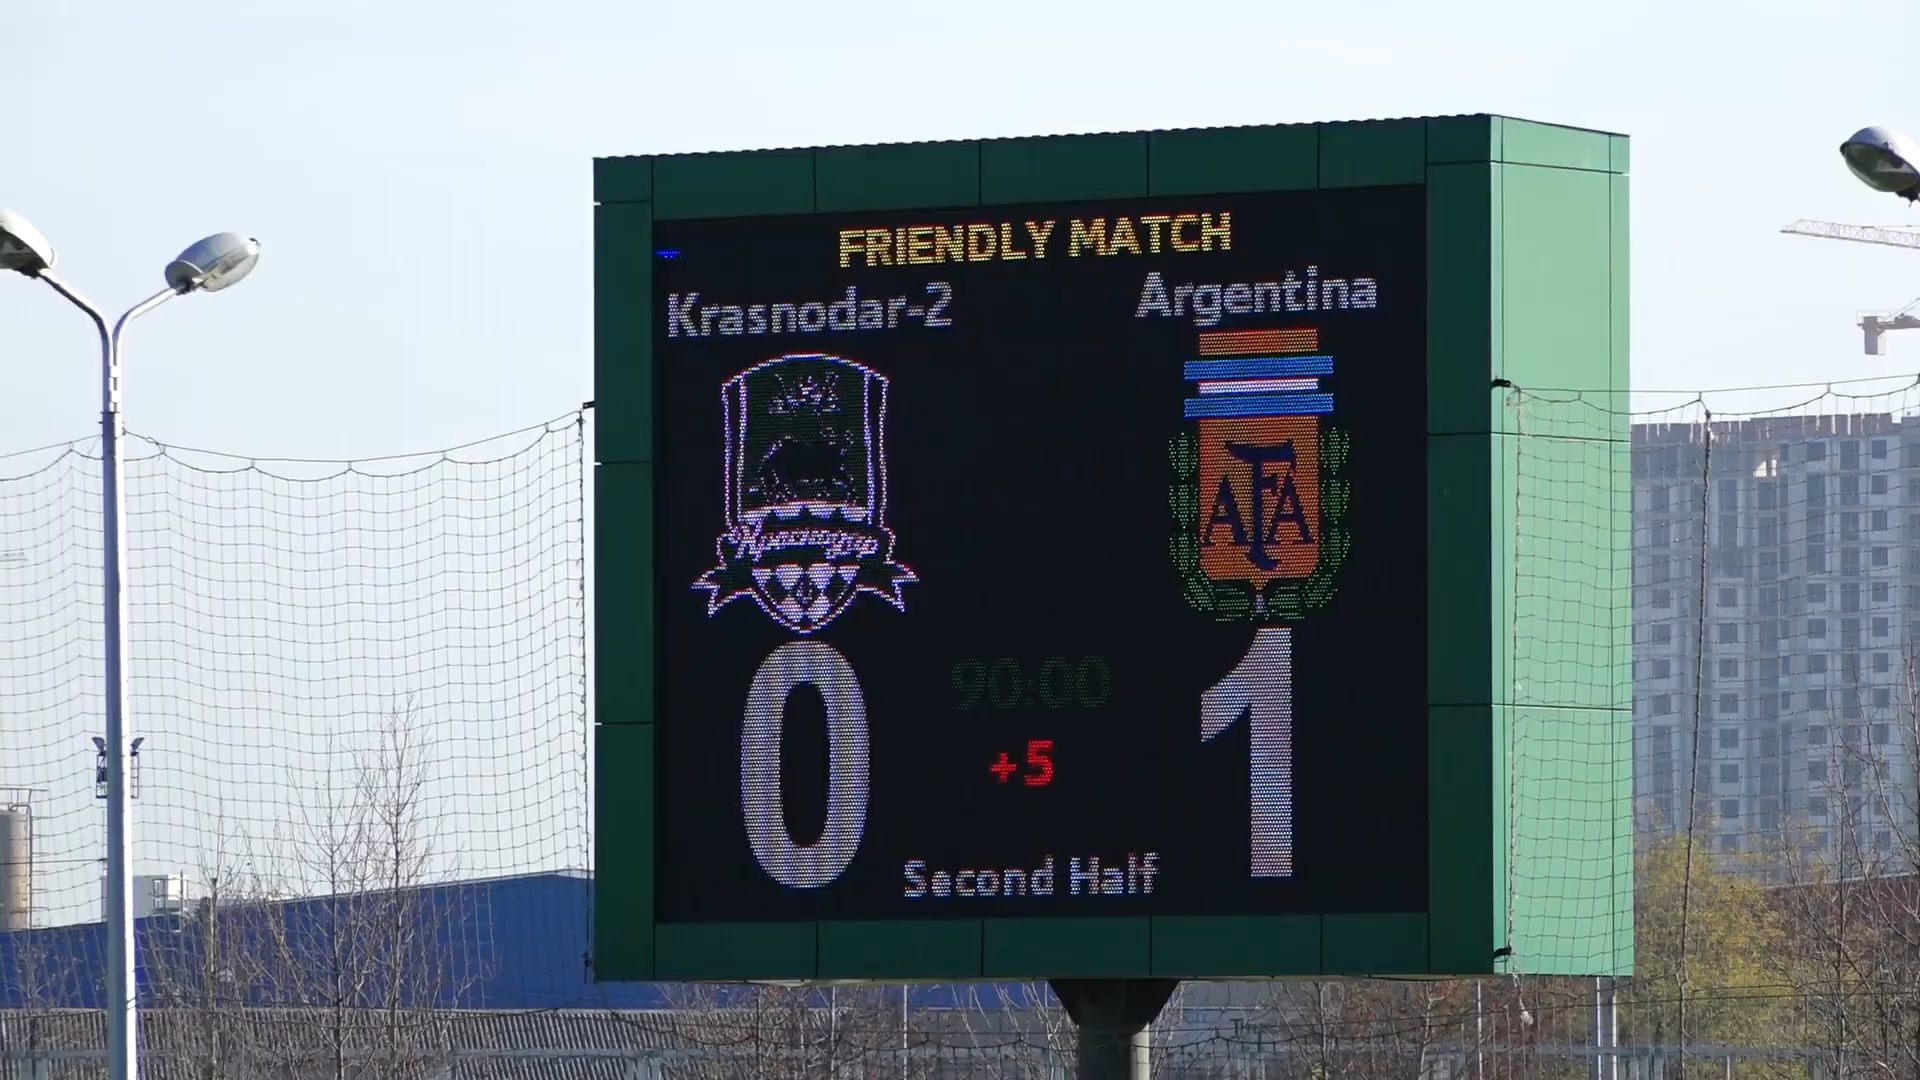 FRIENDLY MATCH
Krasnodar-2
Argentina
AFA
90:00
+5
0
1
Second Half